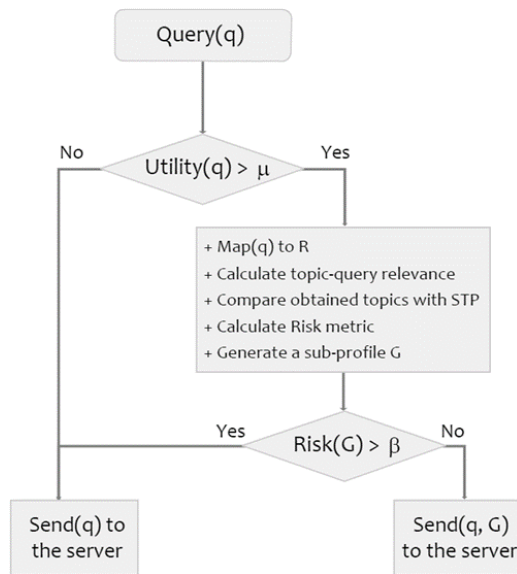 Query(q)
No
Yes
Utility(q) > μ
+ Map(q) to R
+ Calculate topic-query relevance
+ Compare obtained topics with STP
+ Calculate Risk metric
+ Generate a sub-profile G
Yes
No
Risk(G) > β
Send(q) to
the server
Send(q, G)
to the server